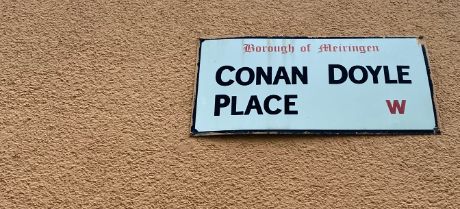 Borough of Meiringen
CONAN DOYLE
PLACE W